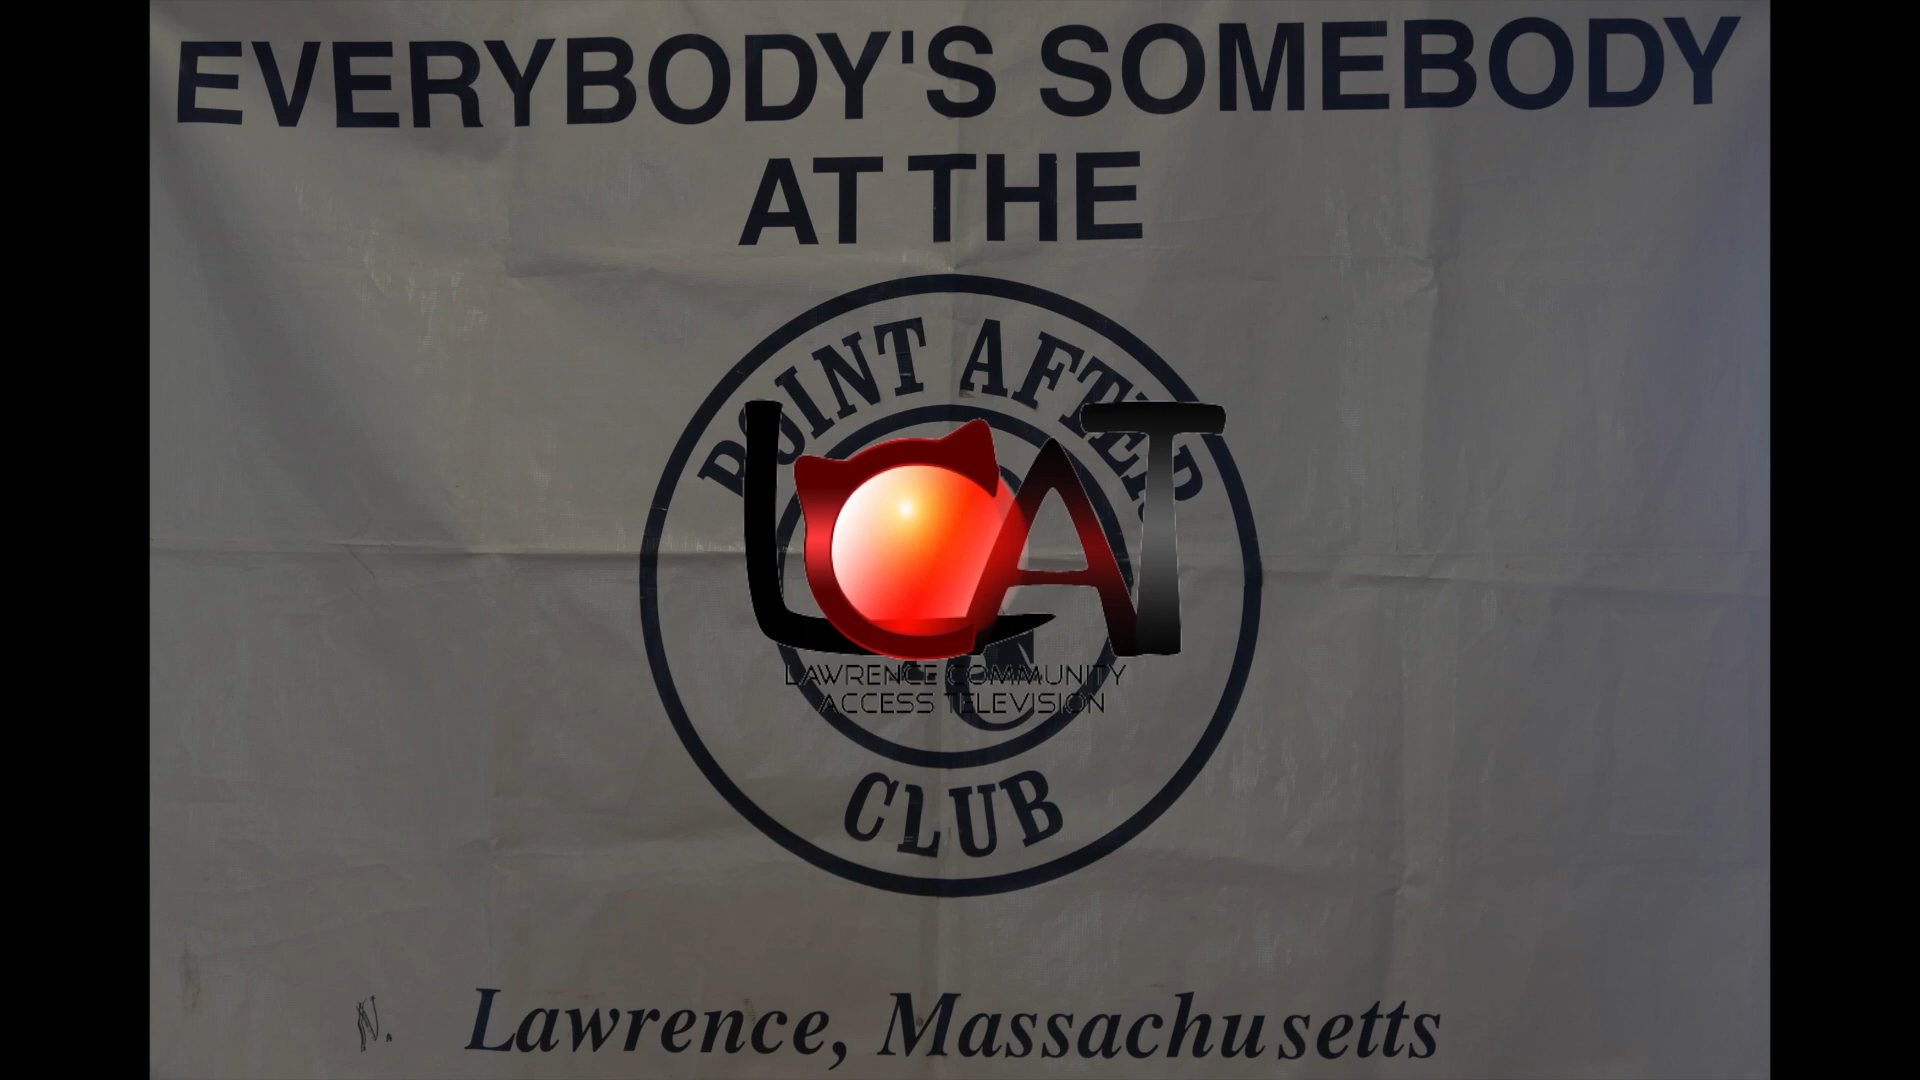 EVERYBODY'S SOMEBODY
AT THE
POINT AFTER
LCAT
LAWRENCE COMMUNITY
ACCESS TELEVISION
CLUB
N. Lawrence, Massachusetts